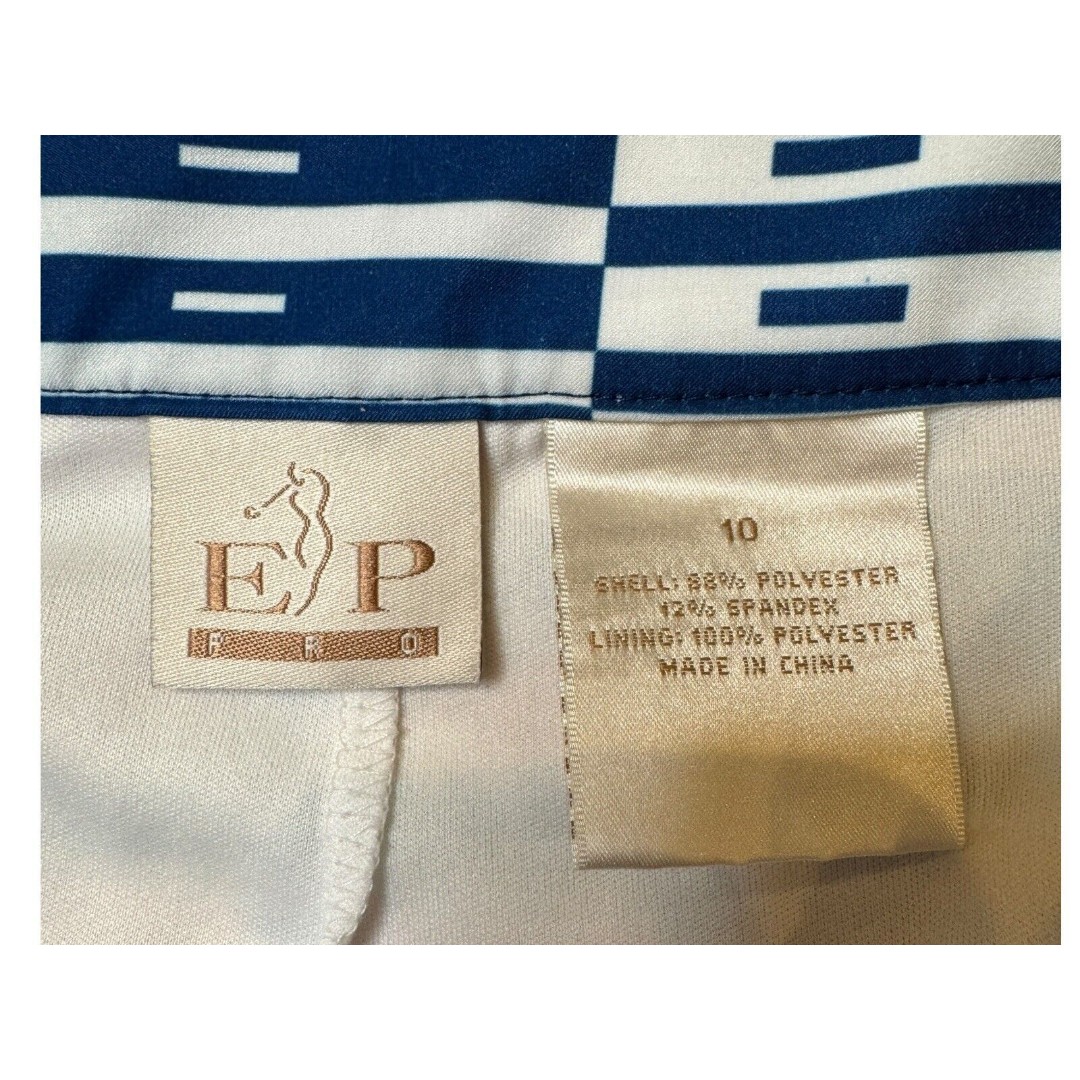 EP
PRO
10
SHELL: 88% POLYESTER
12% SPANDEX
LINING: 100% POLYESTER
MADE IN CHINA